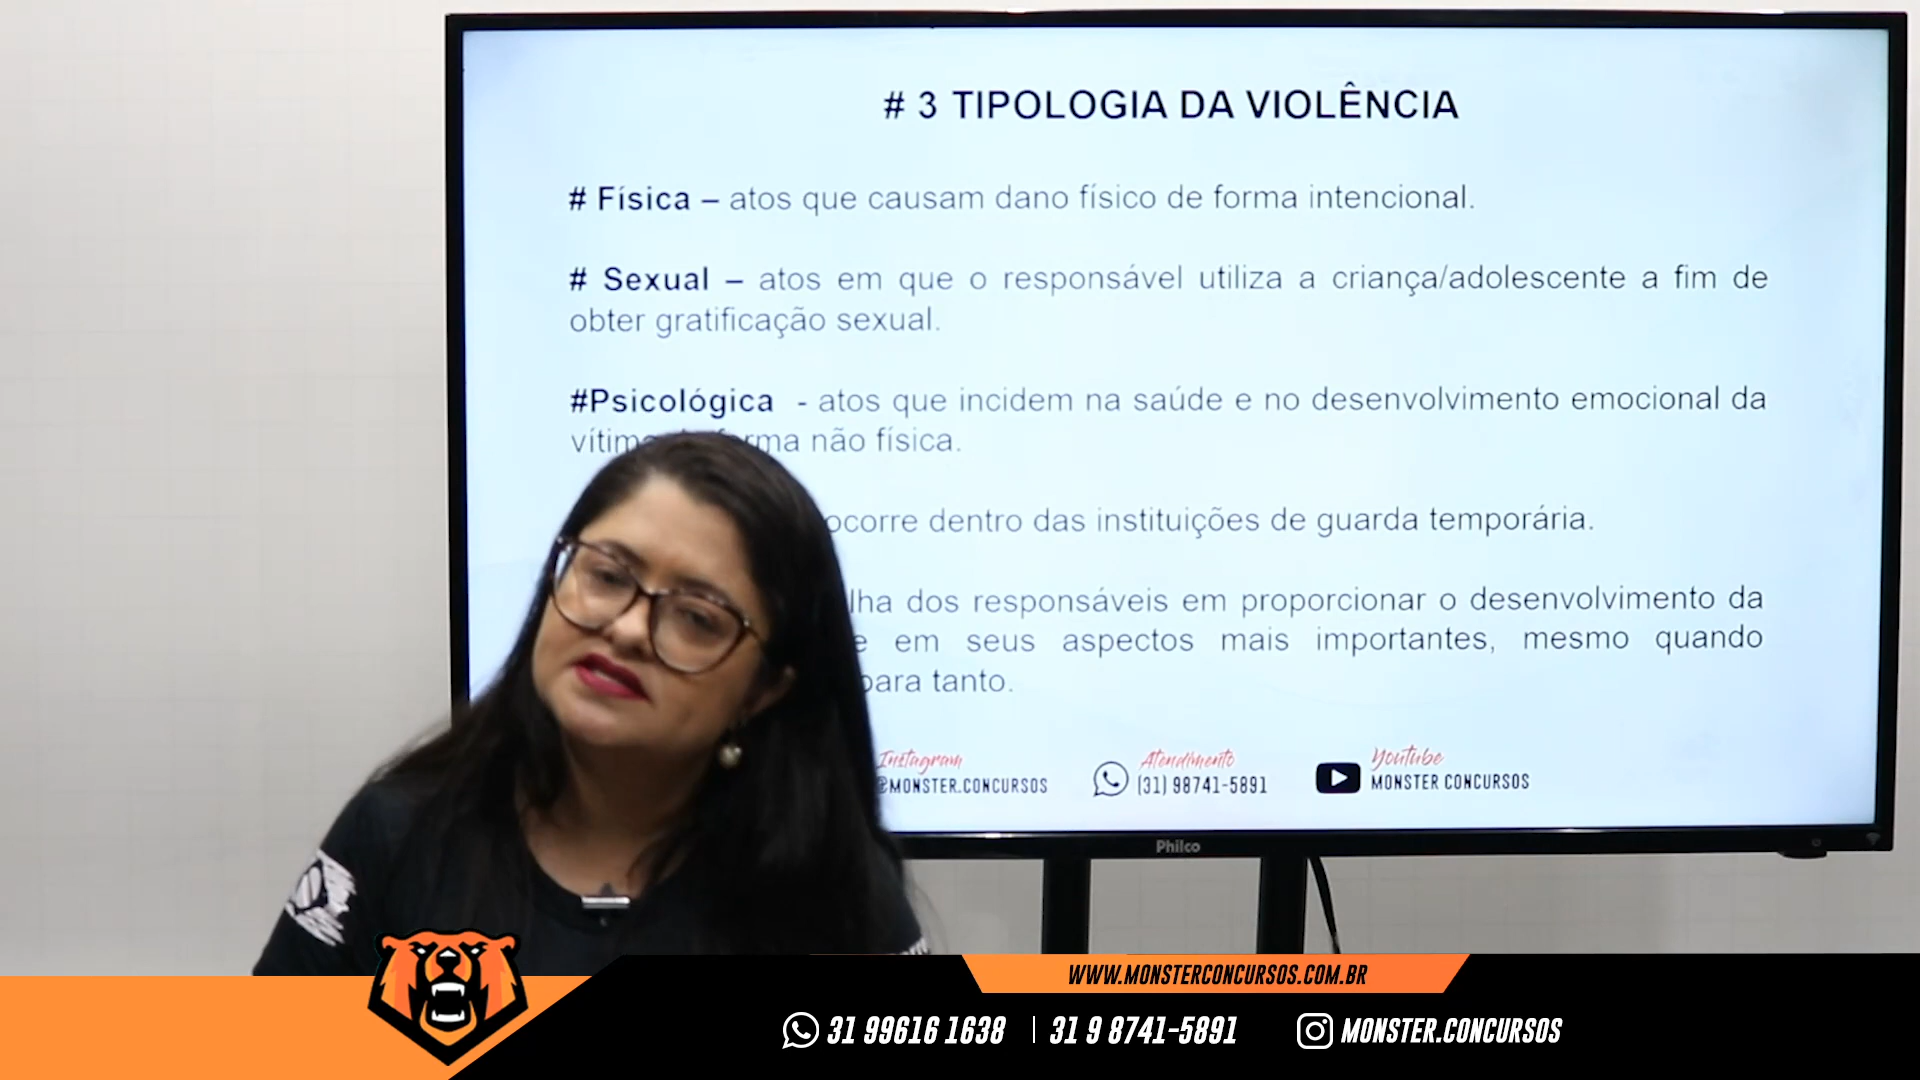 # 3 TIPOLOGIA DA VIOLÊNCIA
# Física – atos que causam dano físico de forma intencional.
# Sexual – atos em que o responsável utiliza a criança/adolescente a fim de
obter gratificação sexual.
#Psicológica - atos que incidem na saúde e no desenvolvimento emocional da
não física.
ocorre dentro das instituições de guarda temporária.
dos responsáveis em proporcionar o desenvolvimento da
em seus aspectos mais importantes, mesmo quando
para tanto.
Instagram
@MONSTER.CONCURSOS
Atendimento
(31) 98741-5891
Youtube
MONSTER CONCURSOS
Philco
WWW.MONSTERCONCURSOS.COM.BR
31 99616 1638 | 31 9 8741-5891 MONSTER.CONCURSOS